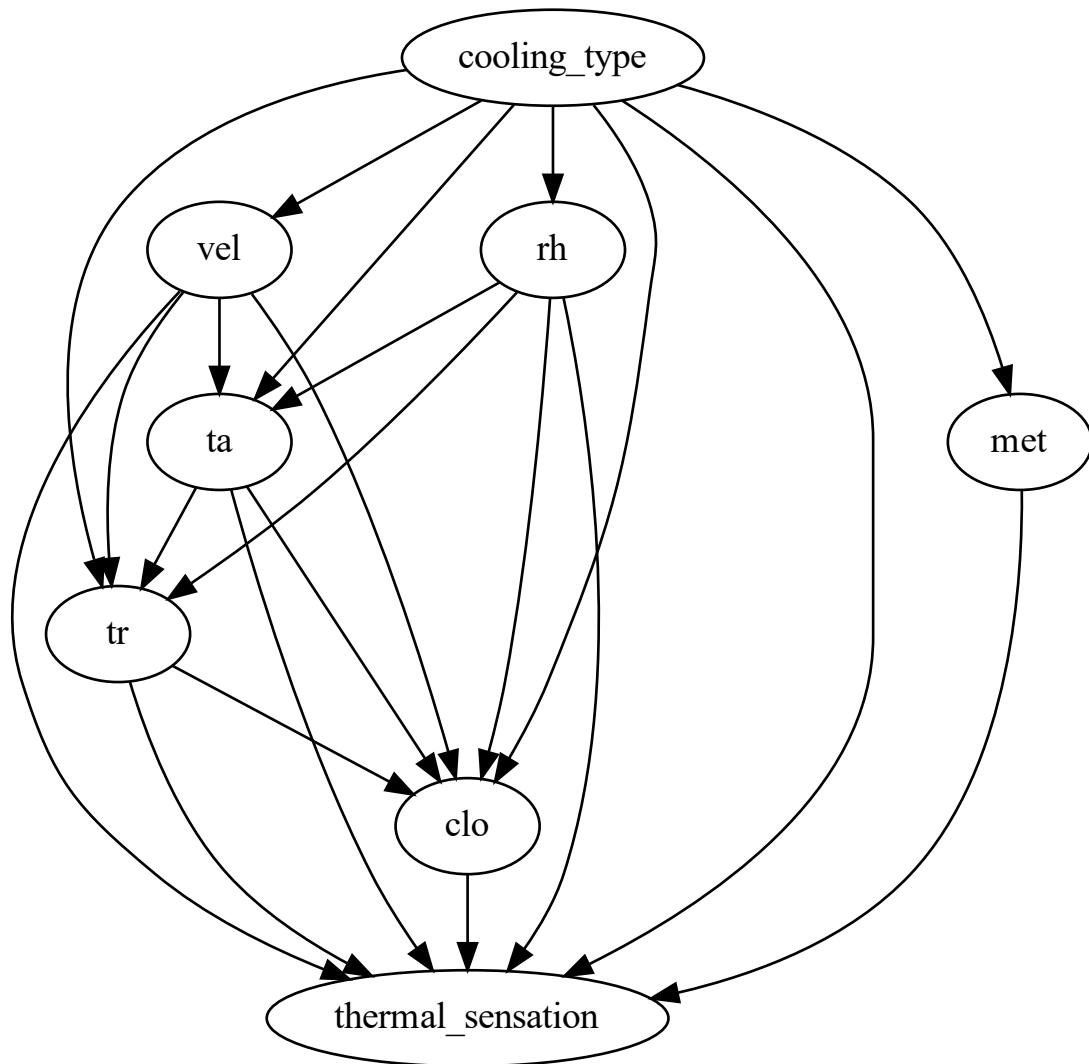 cooling_type
vel
rh
ta
met
tr
clo
thermal_sensation